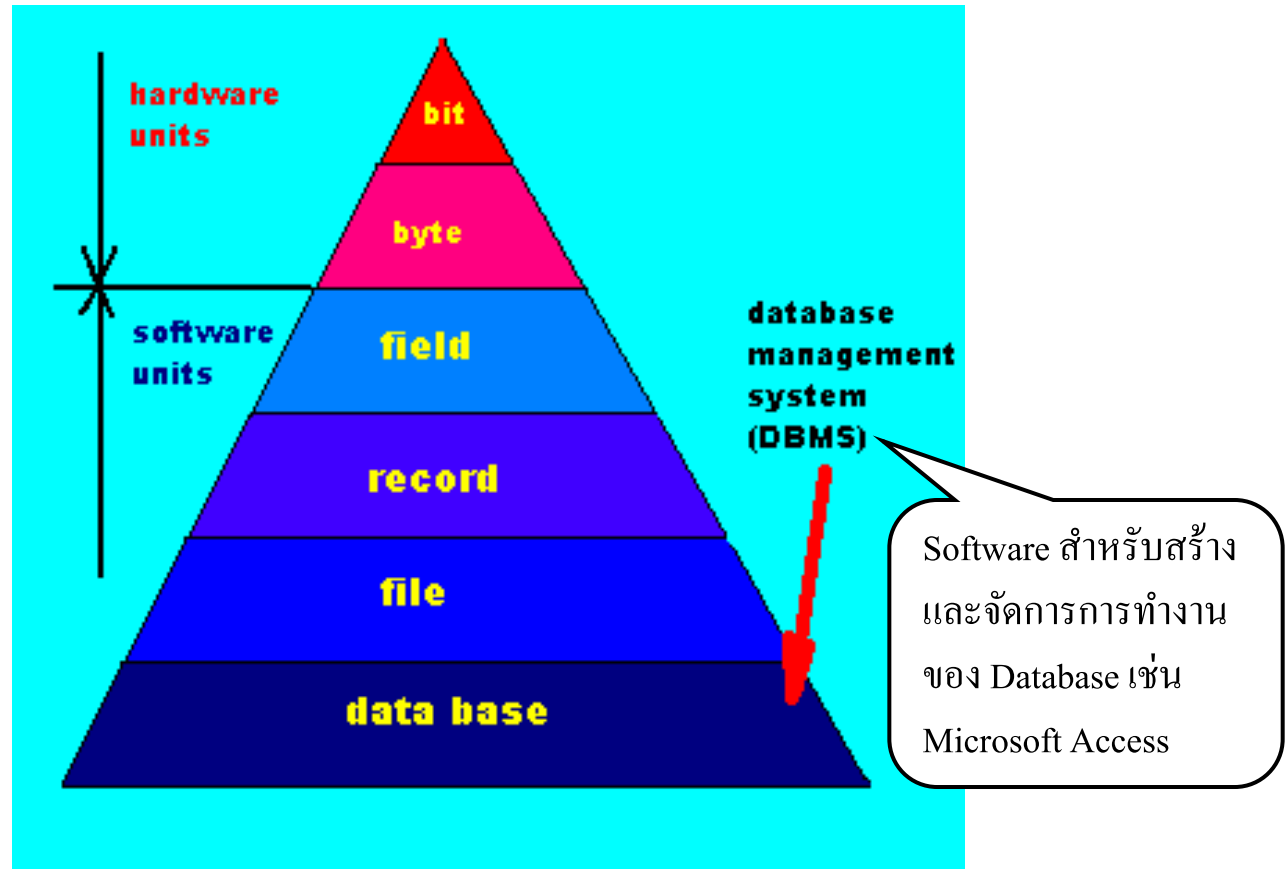 hardware
units
bit
byte
software
units
field
record
file
data base
database
management
system
(DBMS)
Software สำหรับสร้าง
และจัดการการทำงาน
ของ Database เช่น
Microsoft Access